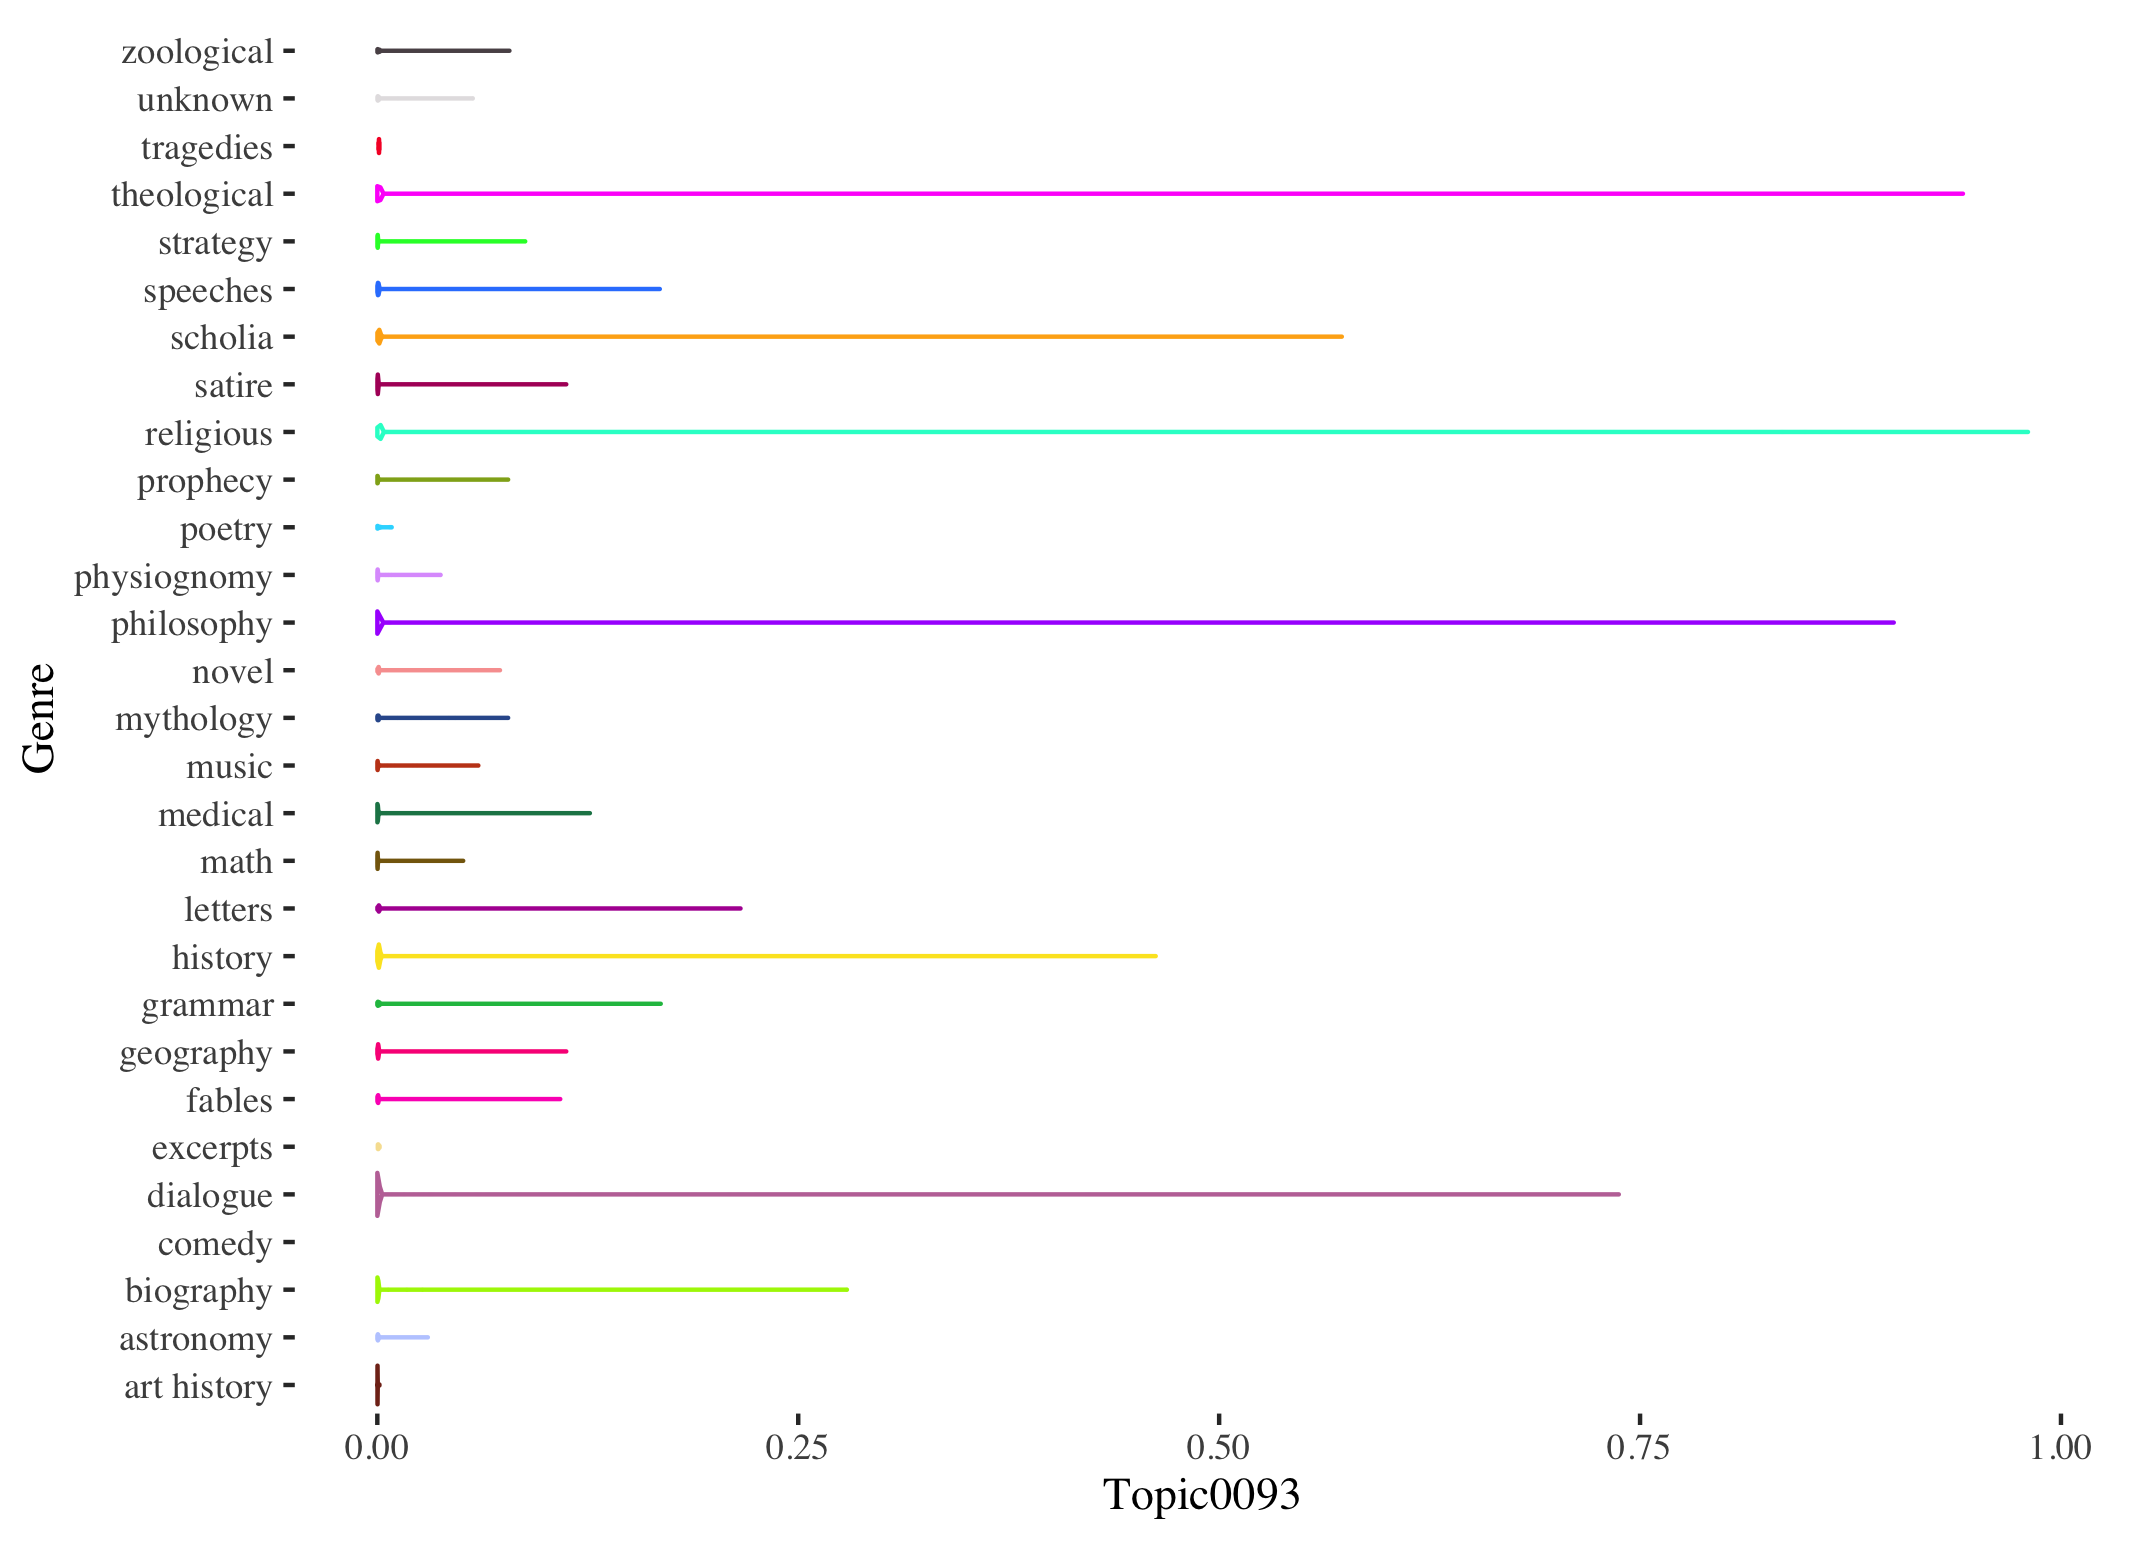 zoological
unknown
tragedies
theological
strategy
speeches
scholia
satire
religious
prophecy
poetry
physiognomy
philosophy
novel
mythology
music
medical
math
letters
history
grammar
geography
fables
excerpts
dialogue
comedy
biography
astronomy
art history
Genre
0.00 0.25 0.50 0.75 1.00
Topic0093